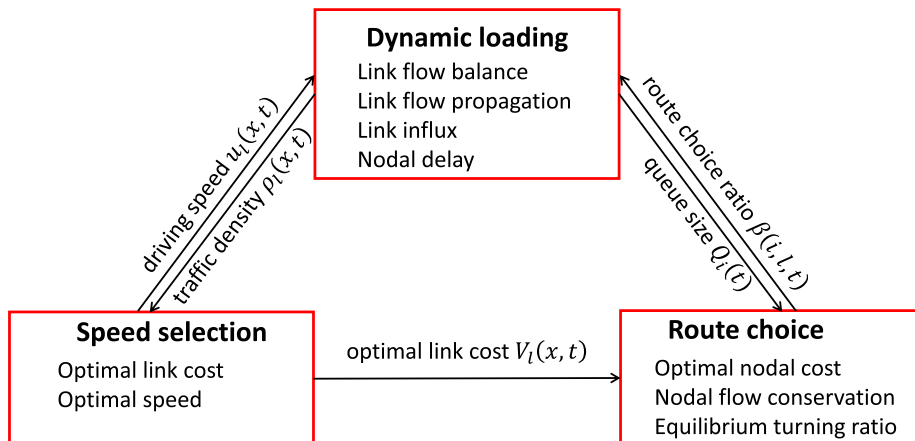 Dynamic loading
Link flow balance
Link flow propagation
Link influx
Nodal delay
driving speed u_l(x, t)
traffic density ρ_l(x, t)
route choice ratio β(i, l, t)
queue size Q_i(t)
Speed selection
Optimal link cost
Optimal speed
optimal link cost V_l(x, t)
Route choice
Optimal nodal cost
Nodal flow conservation
Equilibrium turning ratio